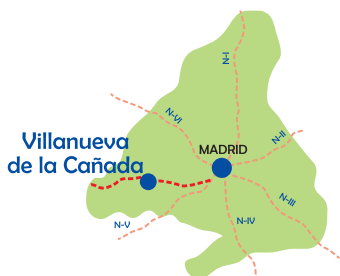 N-I
N-VI
N-II
Villanueva
de la Cañada
MADRID
N-III
N-V
N-IV